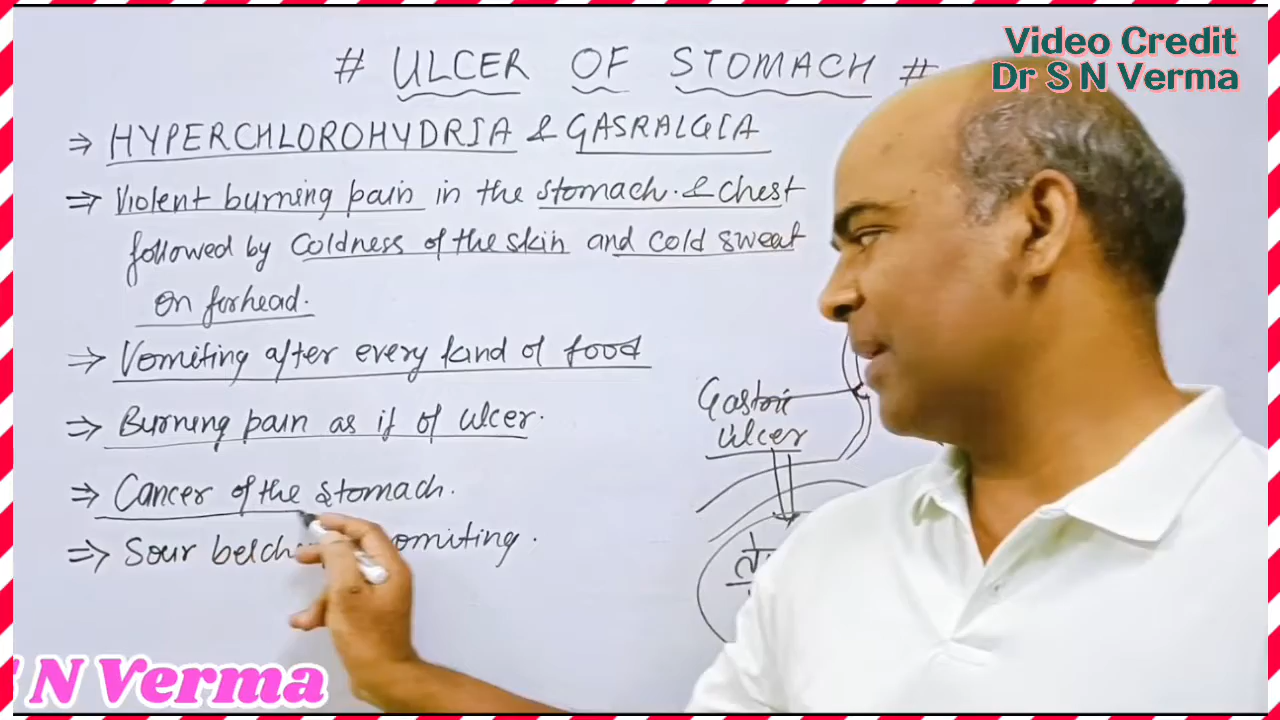 Video Credit
Dr S N Verma
# ULCER OF STOMACH #
⇒ HYPERCHLOROHYDRIA & GASRALGIA
⇒ Violent burning pain in the stomach. & chest
followed by coldness of the skin and cold sweat
on forhead.
⇒ Vomiting after every kind of food
⇒ Burning pain as if of ulcer.
⇒ Cancer of the stomach.
⇒ Sour belch omiting.
Gastric
Ulcer
N Verma